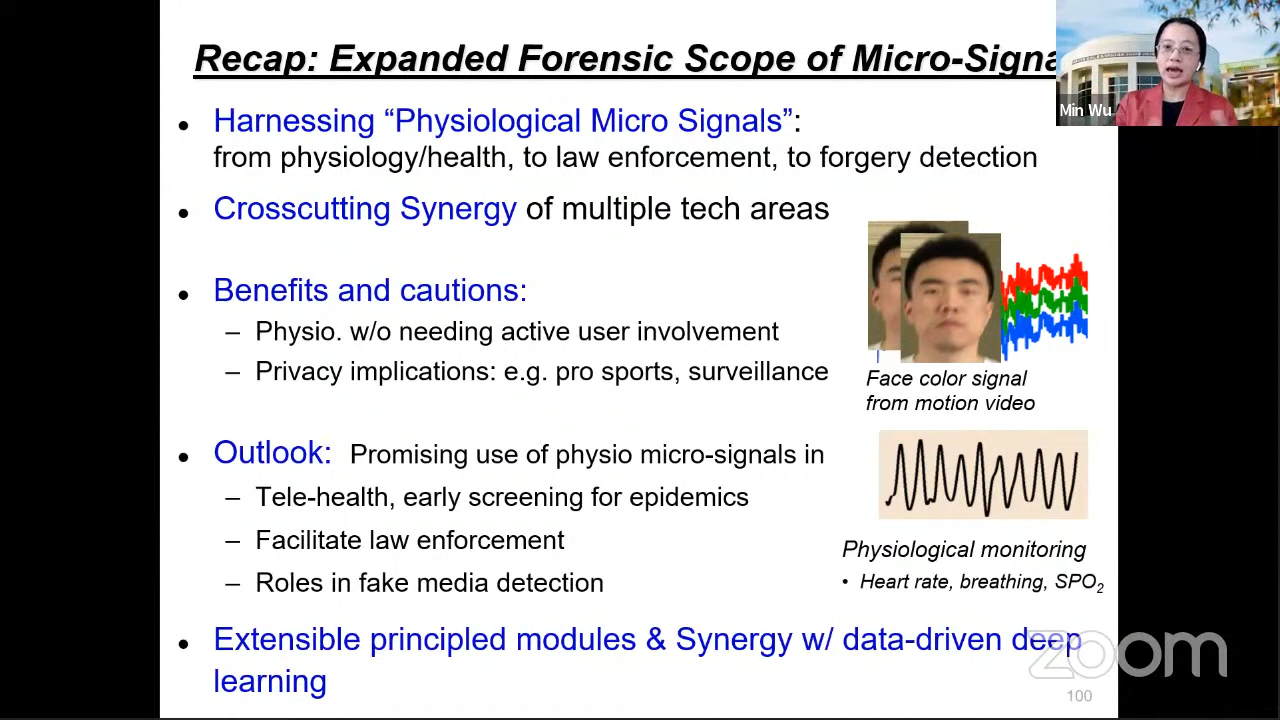 Recap: Expanded Forensic Scope of Micro-Signa
Min Wu
• Harnessing “Physiological Micro Signals”:
from physiology/health, to law enforcement, to forgery detection
• Crosscutting Synergy of multiple tech areas
• Benefits and cautions:
– Physio. w/o needing active user involvement
– Privacy implications: e.g. pro sports, surveillance
Face color signal
from motion video
• Outlook: Promising use of physio micro-signals in
– Tele-health, early screening for epidemics
– Facilitate law enforcement
– Roles in fake media detection
Physiological monitoring
• Heart rate, breathing, SPO2
• Extensible principled modules & Synergy w/ data-driven deep
learning
zoom
100